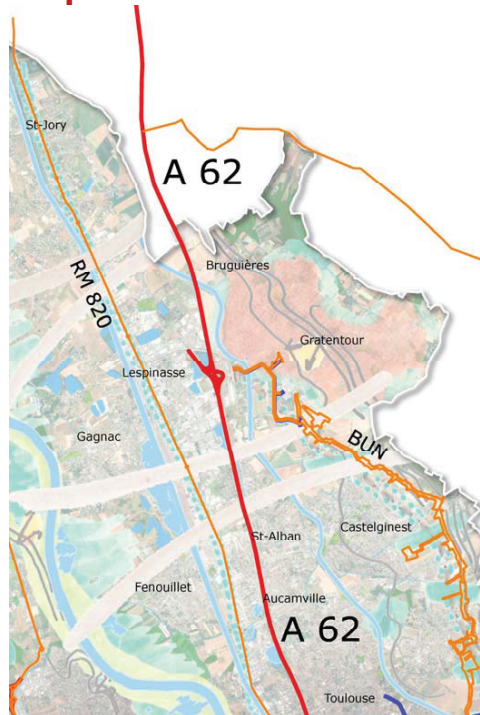 St-Jory
A 62
Bruguières
RM 820
Gratentour
Lespinasse
Gagnac
BUN
St-Alban
Castelginest
Fenouillet
Aucamville
A 62
Toulouse